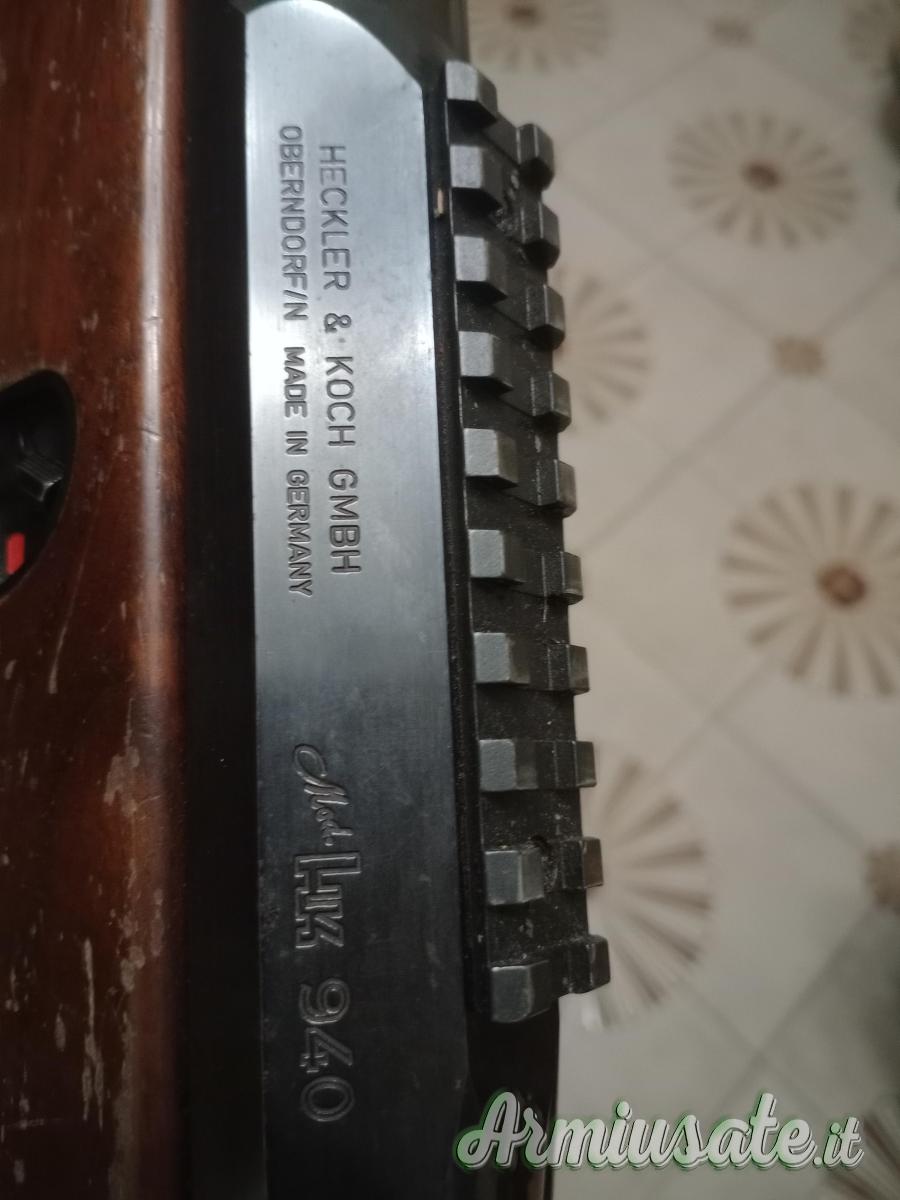 HECKLER & KOCH GMBH
OBERNDORF/N MADE IN GERMANY
Mod. HK 940
Armiusate.it